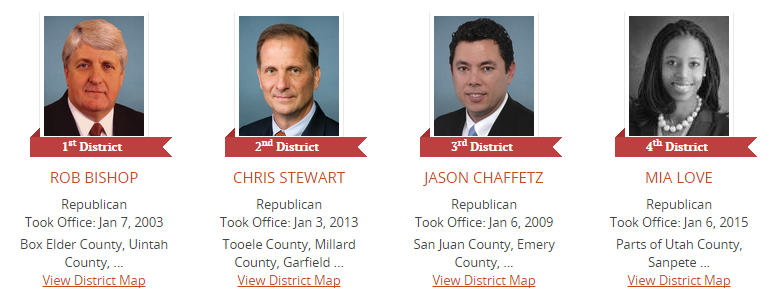 1st District
ROB BISHOP
Republican
Took Office: Jan 7, 2003
Box Elder County, Uintah
County, ...
View District Map
2nd District
CHRIS STEWART
Republican
Took Office: Jan 3, 2013
Tooele County, Millard
County, Garfield ...
View District Map
3rd District
JASON CHAFFETZ
Republican
Took Office: Jan 6, 2009
San Juan County, Emery
County, ...
View District Map
4th District
MIA LOVE
Republican
Took Office: Jan 6, 2015
Parts of Utah County,
Sanpete ...
View District Map